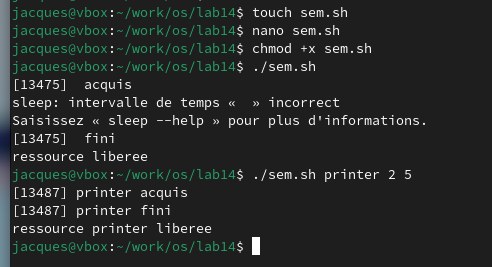 jacques@vbox:~/work/os/lab14$ touch sem.sh
jacques@vbox:~/work/os/lab14$ nano sem.sh
jacques@vbox:~/work/os/lab14$ chmod +x sem.sh
jacques@vbox:~/work/os/lab14$ ./sem.sh
[13475]  acquis
sleep: intervalle de temps «  » incorrect
Saisissez « sleep --help » pour plus d'informations.
[13475]  fini
ressource liberee
jacques@vbox:~/work/os/lab14$ ./sem.sh printer 2 5
[13487] printer acquis
[13487] printer fini
ressource printer liberee
jacques@vbox:~/work/os/lab14$